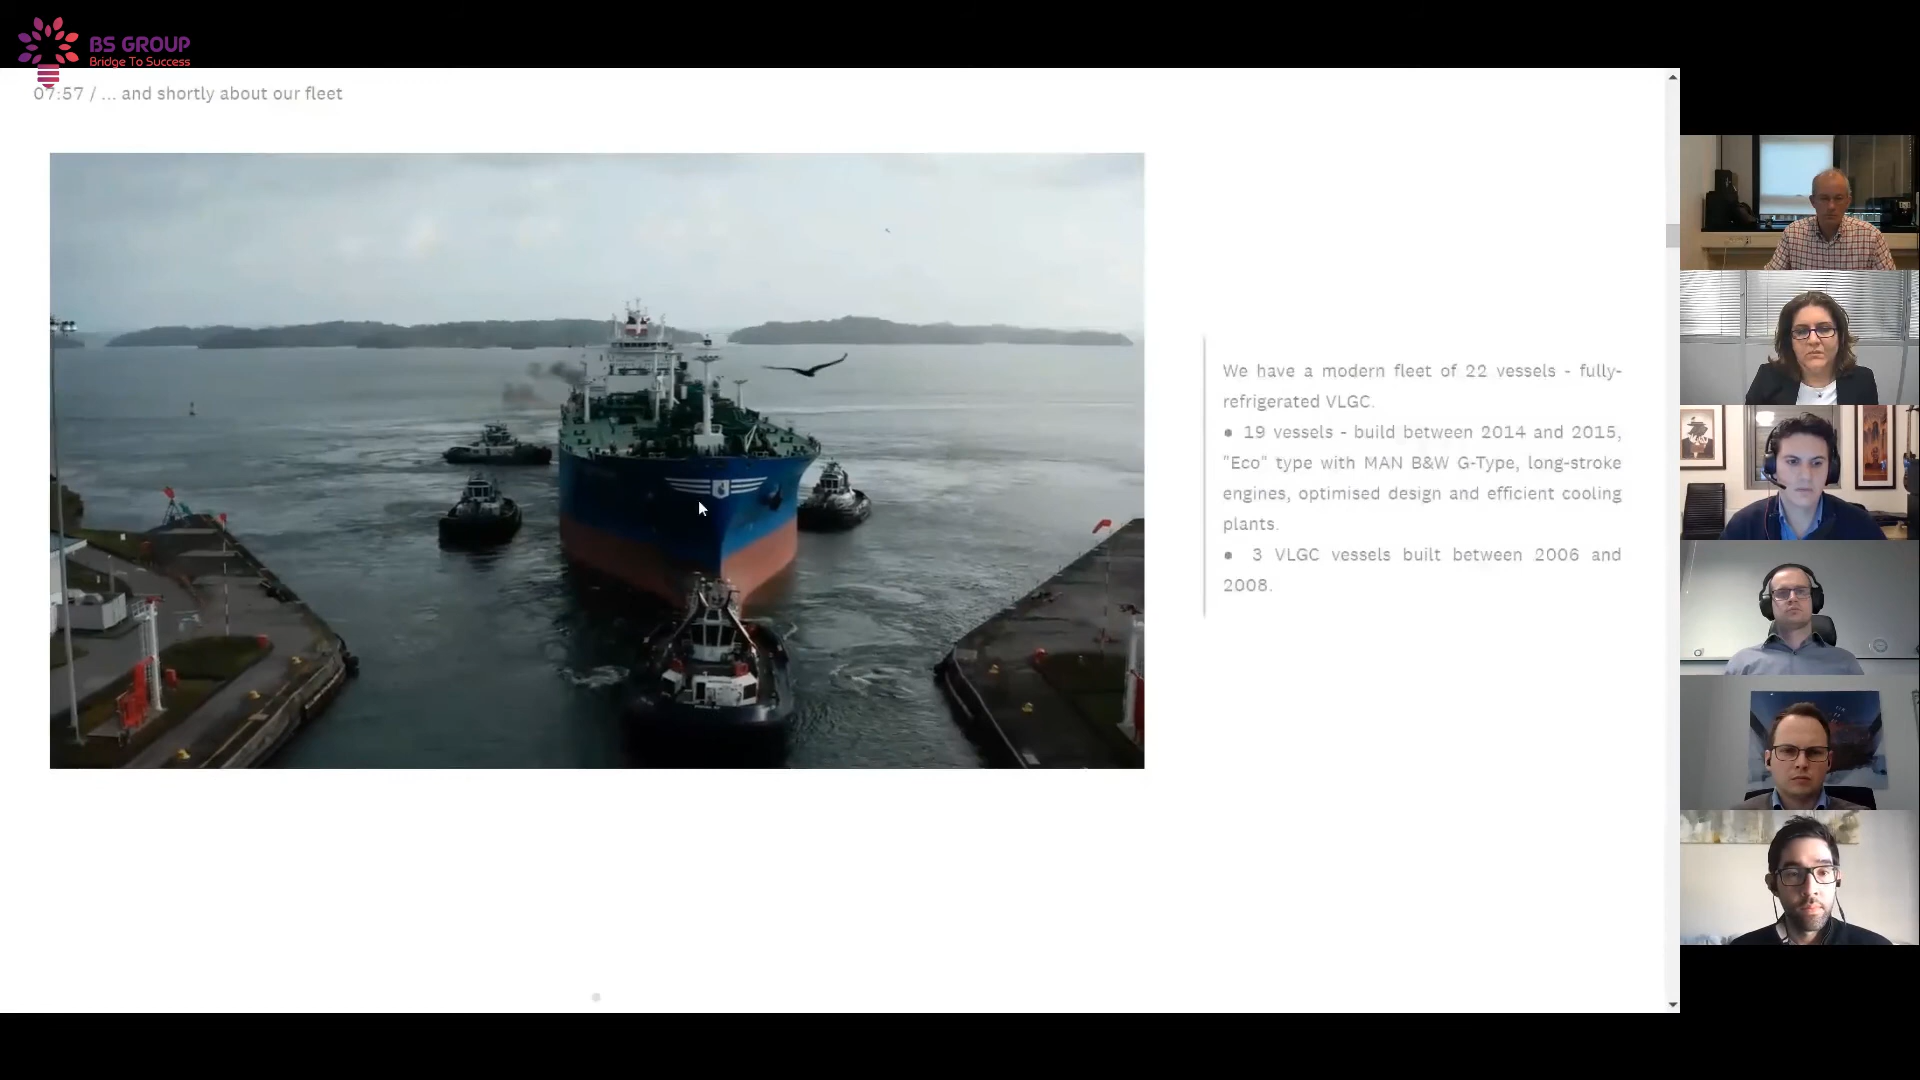 BS GROUP
Bridge To Success
07:57 / ... and shortly about our fleet
We have a modern fleet of 22 vessels - fully-
refrigerated VLGC.
● 19 vessels - build between 2014 and 2015,
"Eco" type with MAN B&W G-Type, long-stroke
engines, optimised design and efficient cooling
plants.
● 3 VLGC vessels built between 2006 and
2008.